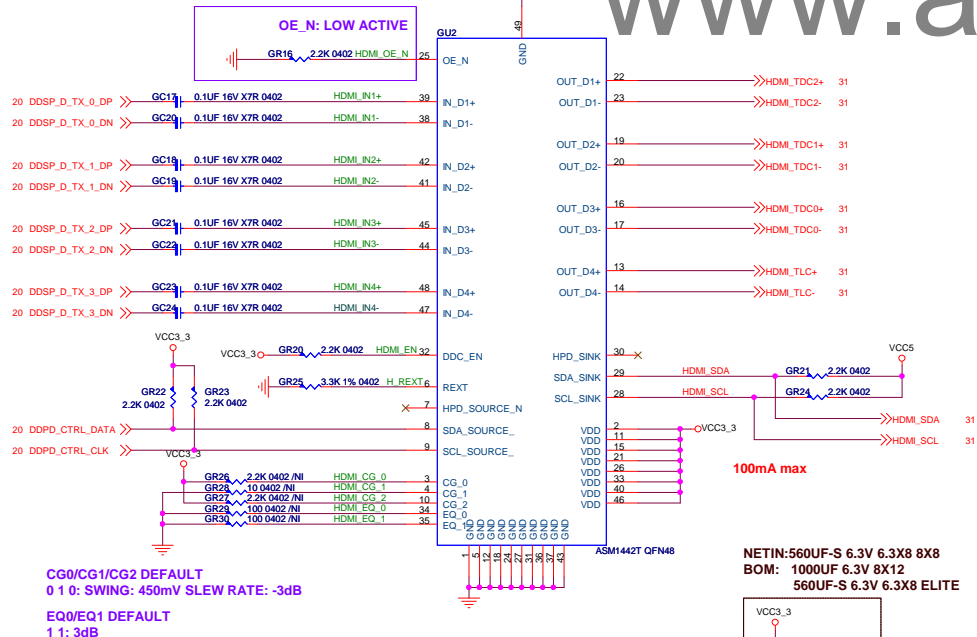 www.a
OE_N: LOW ACTIVE
GR16 2.2K 0402 HDMI_OE_N 25 OE_N
GU2
49
GND
20 DDSP_D_TX_0_DP GC17 0.1UF 16V X7R 0402 HDMI_IN1+ 39 IN_D1+
20 DDSP_D_TX_0_DN GC20 0.1UF 16V X7R 0402 HDMI_IN1- 38 IN_D1-
20 DDSP_D_TX_1_DP GC18 0.1UF 16V X7R 0402 HDMI_IN2+ 42 IN_D2+
20 DDSP_D_TX_1_DN GC19 0.1UF 16V X7R 0402 HDMI_IN2- 41 IN_D2-
20 DDSP_D_TX_2_DP GC21 0.1UF 16V X7R 0402 HDMI_IN3+ 45 IN_D3+
20 DDSP_D_TX_2_DN GC22 0.1UF 16V X7R 0402 HDMI_IN3- 44 IN_D3-
20 DDSP_D_TX_3_DP GC23 0.1UF 16V X7R 0402 HDMI_IN4+ 48 IN_D4+
20 DDSP_D_TX_3_DN GC24 0.1UF 16V X7R 0402 HDMI_IN4- 47 IN_D4-
OUT_D1+ 22 HDMI_TDC2+ 31
OUT_D1- 23 HDMI_TDC2- 31
OUT_D2+ 19 HDMI_TDC1+ 31
OUT_D2- 20 HDMI_TDC1- 31
OUT_D3+ 16 HDMI_TDC0+ 31
OUT_D3- 17 HDMI_TDC0- 31
OUT_D4+ 13 HDMI_TLC+ 31
OUT_D4- 14 HDMI_TLC- 31
VCC3_3
VCC3_3 GR20 2.2K 0402 HDMI_EN 32 DDC_EN
GR25 3.3K 1% 0402 H_REXT 6 REXT
GR22
2.2K 0402
GR23
2.2K 0402
7 HPD_SOURCE_N
20 DDPD_CTRL_DATA 8 SDA_SOURCE_
20 DDPD_CTRL_CLK 9 SCL_SOURCE_
VCC3_3
HPD_SINK 30
VCC5
SDA_SINK 29 HDMI_SDA GR21 2.2K 0402
SCL_SINK 28 HDMI_SCL GR24 2.2K 0402
HDMI_SDA 31
HDMI_SCL 31
VDD 2 VCC3_3
VDD 11
VDD 15
VDD 21
VDD 26
VDD 33
VDD 40
VDD 46
100mA max
GR26 2.2K 0402 /NI HDMI_CG_0 3 CG_0
GR28 10 0402 /NI HDMI_CG_1 4 CG_1
GR27 2.2K 0402 /NI HDMI_CG_2 10 CG_2
GR29 100 0402 /NI HDMI_EQ_0 34 EQ_0
GR30 100 0402 /NI HDMI_EQ_1 35 EQ_1
GND GND GND GND GND GND GND GND GND GND
1 5 12 18 24 27 31 36 37 43
ASM1442T QFN48
CG0/CG1/CG2 DEFAULT
0 1 0: SWING: 450mV SLEW RATE: -3dB
EQ0/EQ1 DEFAULT
1 1: 3dB
NETIN:560UF-S 6.3V 6.3X8 8X8
BOM: 1000UF 6.3V 8X12
560UF-S 6.3V 6.3X8 ELITE
VCC3_3